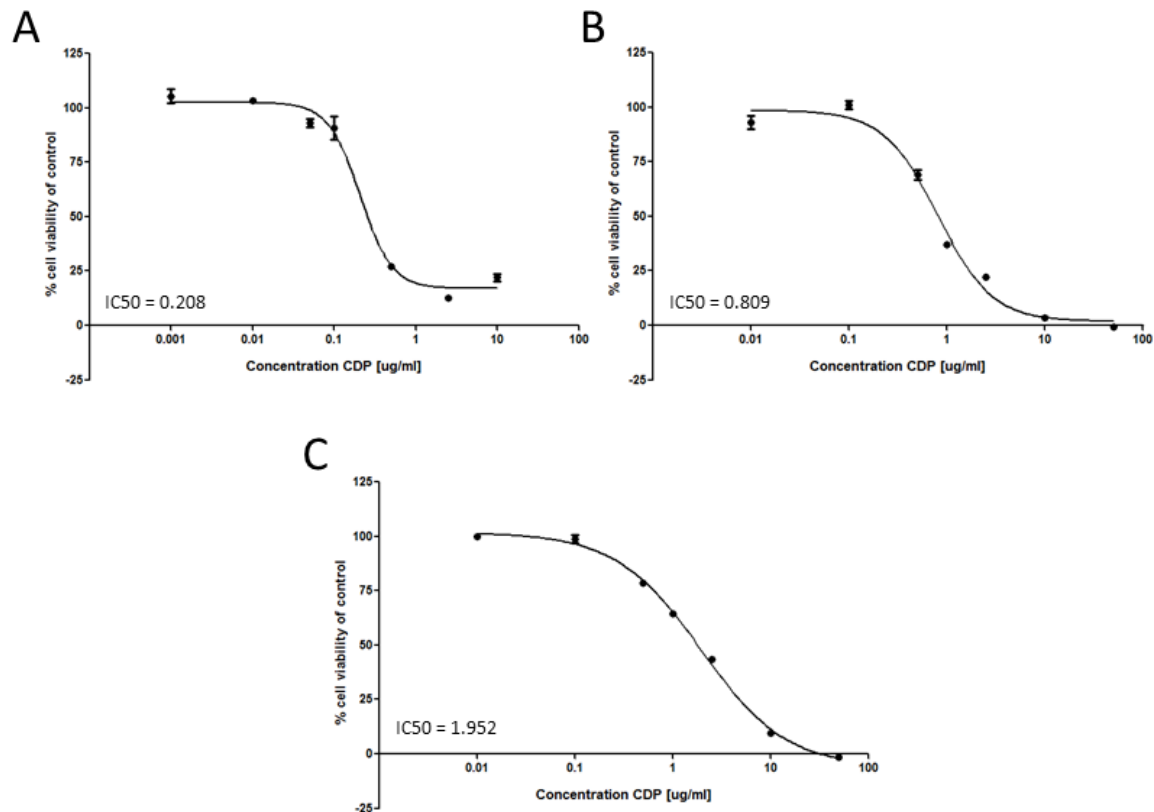 A
125
100
75
50
25
0
-25
% cell viability of control
IC50 = 0.208
0.001 0.01 0.1 1 10 100
Concentration CDP [ug/ml]
B
125
100
75
50
25
0
-25
% cell viability of control
IC50 = 0.809
0.01 0.1 1 10 100
Concentration CDP [ug/ml]
C
125
100
75
50
25
0
-25
% cell viability of control
IC50 = 1.952
0.01 0.1 1 10 100
Concentration CDP [ug/ml]